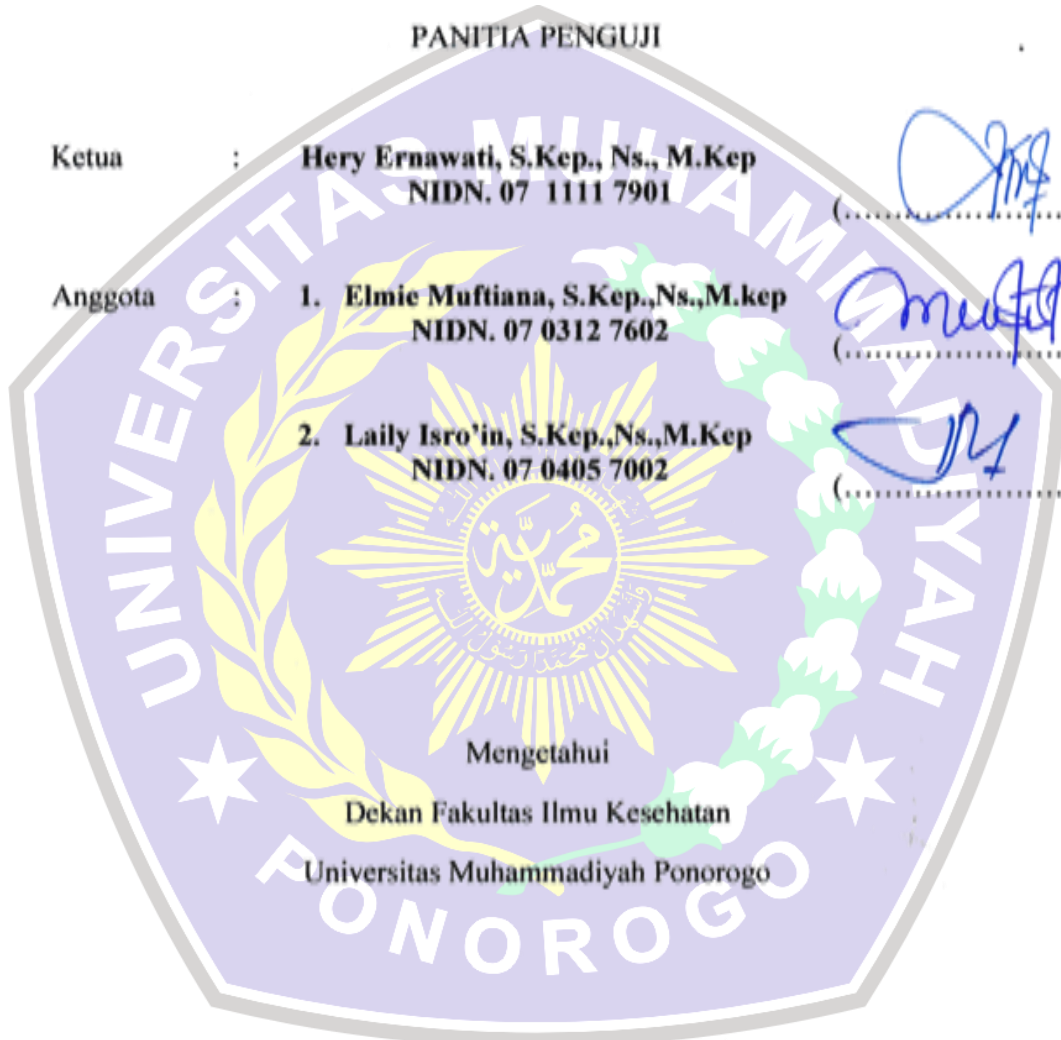 PANITIA PENGUJI
Ketua : Hery Ernawati, S.Kep., Ns., M.Kep
NIDN. 07 1111 7901
(....................
Anggota : 1. Elmie Muftiana, S.Kep.,Ns.,M.kep
NIDN. 07 0312 7602
(....................
2. Laily Isro'in, S.Kep.,Ns.,M.Kep
NIDN. 07 0405 7002
(....................
Mengetahui
Dekan Fakultas Ilmu Kesehatan
Universitas Muhammadiyah Ponorogo
UNIVERSITAS MUHAMMADIYAH
PONOROGO
محمدية